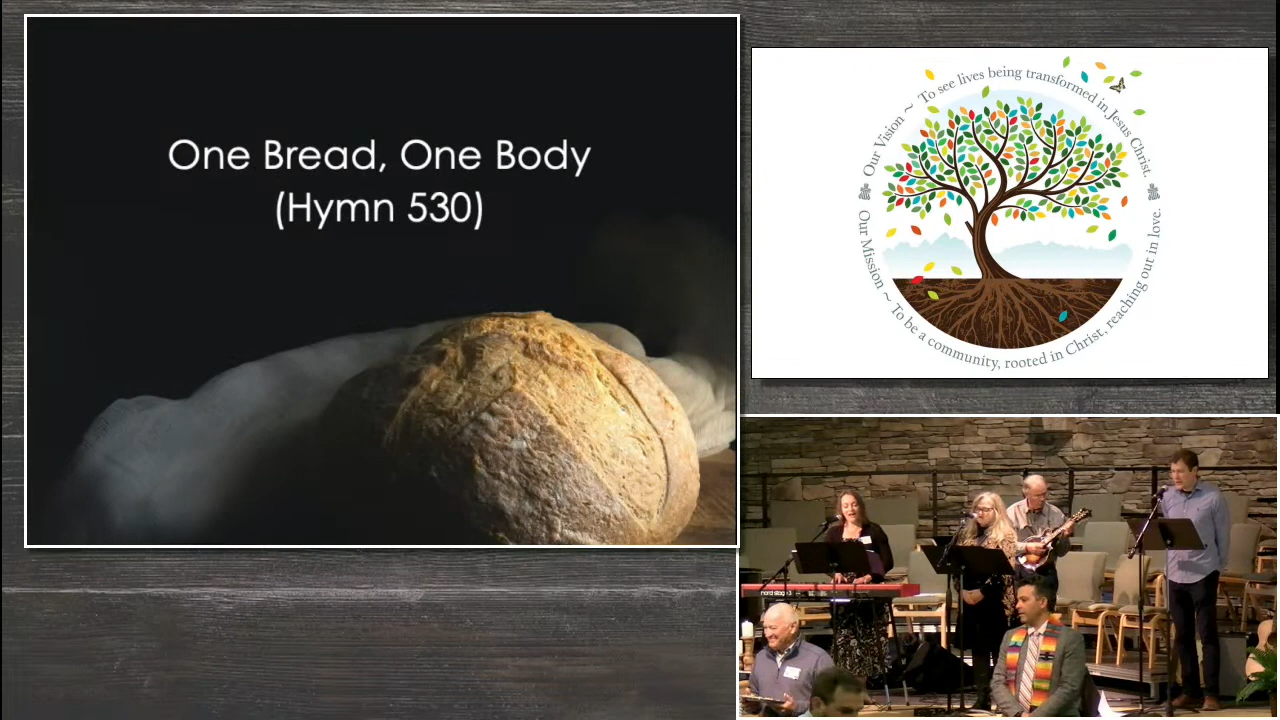 One Bread, One Body
(Hymn 530)
Our Vision ~ To see lives being transformed in Jesus Christ.
Our Mission ~ To be a community, rooted in Christ, reaching out in love.
nord stage 3